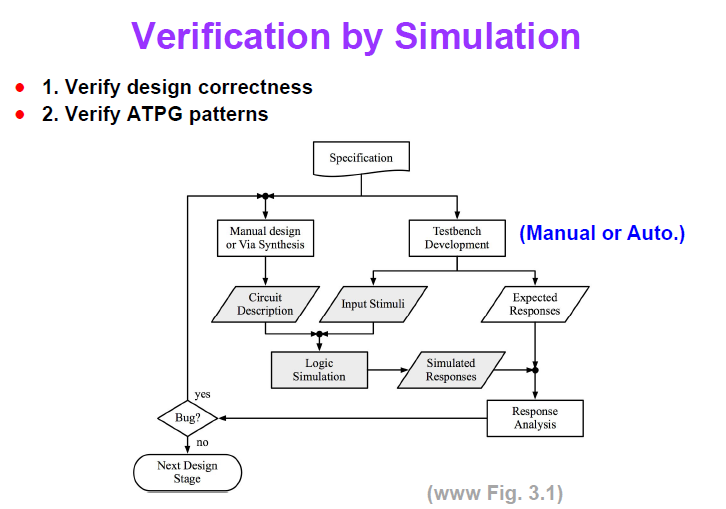 Verification by Simulation
1. Verify design correctness
2. Verify ATPG patterns
Specification
Manual design
or Via Synthesis
Testbench
Development
(Manual or Auto.)
Circuit
Description
Input Stimuli
Expected
Responses
Logic
Simulation
Simulated
Responses
yes
Bug?
Response
Analysis
no
Next Design
Stage
(www Fig. 3.1)